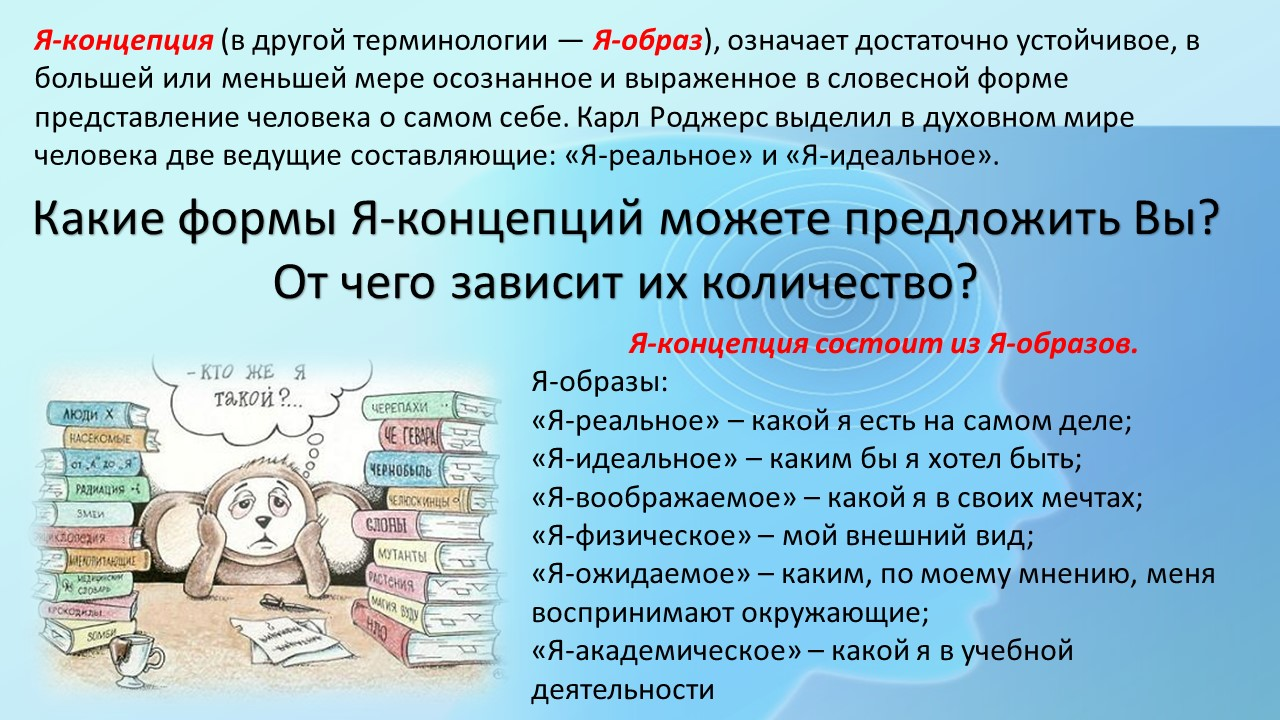 Я-концепция (в другой терминологии — Я-образ), означает достаточно устойчивое, в
большей или меньшей мере осознанное и выраженное в словесной форме
представление человека о самом себе. Карл Роджерс выделил в духовном мире
человека две ведущие составляющие: «Я-реальное» и «Я-идеальное».
Какие формы Я-концепций можете предложить Вы?
От чего зависит их количество?
Я-концепция состоит из Я-образов.
Я-образы:
«Я-реальное» – какой я есть на самом деле;
«Я-идеальное» – каким бы я хотел быть;
«Я-воображаемое» – какой я в своих мечтах;
«Я-физическое» – мой внешний вид;
«Я-ожидаемое» – каким, по моему мнению, меня
воспринимают окружающие;
«Я-академическое» – какой я в учебной
деятельности
- КТО ЖЕ Я
ТАКОЙ?...
ЛЮДИ X
НАСЕКОМЫЕ
ОТ „А" ДО „Я"
РАДИАЦИЯ
ЗМЕИ
МЛЕКОПИТАЮЩИЕ
МЕДИЦИНСКИЙ
СЛОВАРЬ
КРОКОДИЛЫ
ЗОМБИ
ЧЕРЕПАХИ
ЧЕ ГЕВАРА
ЧЕРНОБЫЛЬ
ЧЕЛЮСКИНЦЫ
СЛОНЫ
МУТАНТЫ
РАСТЕНИЯ
МАГИЯ ВУДУ
НЛО